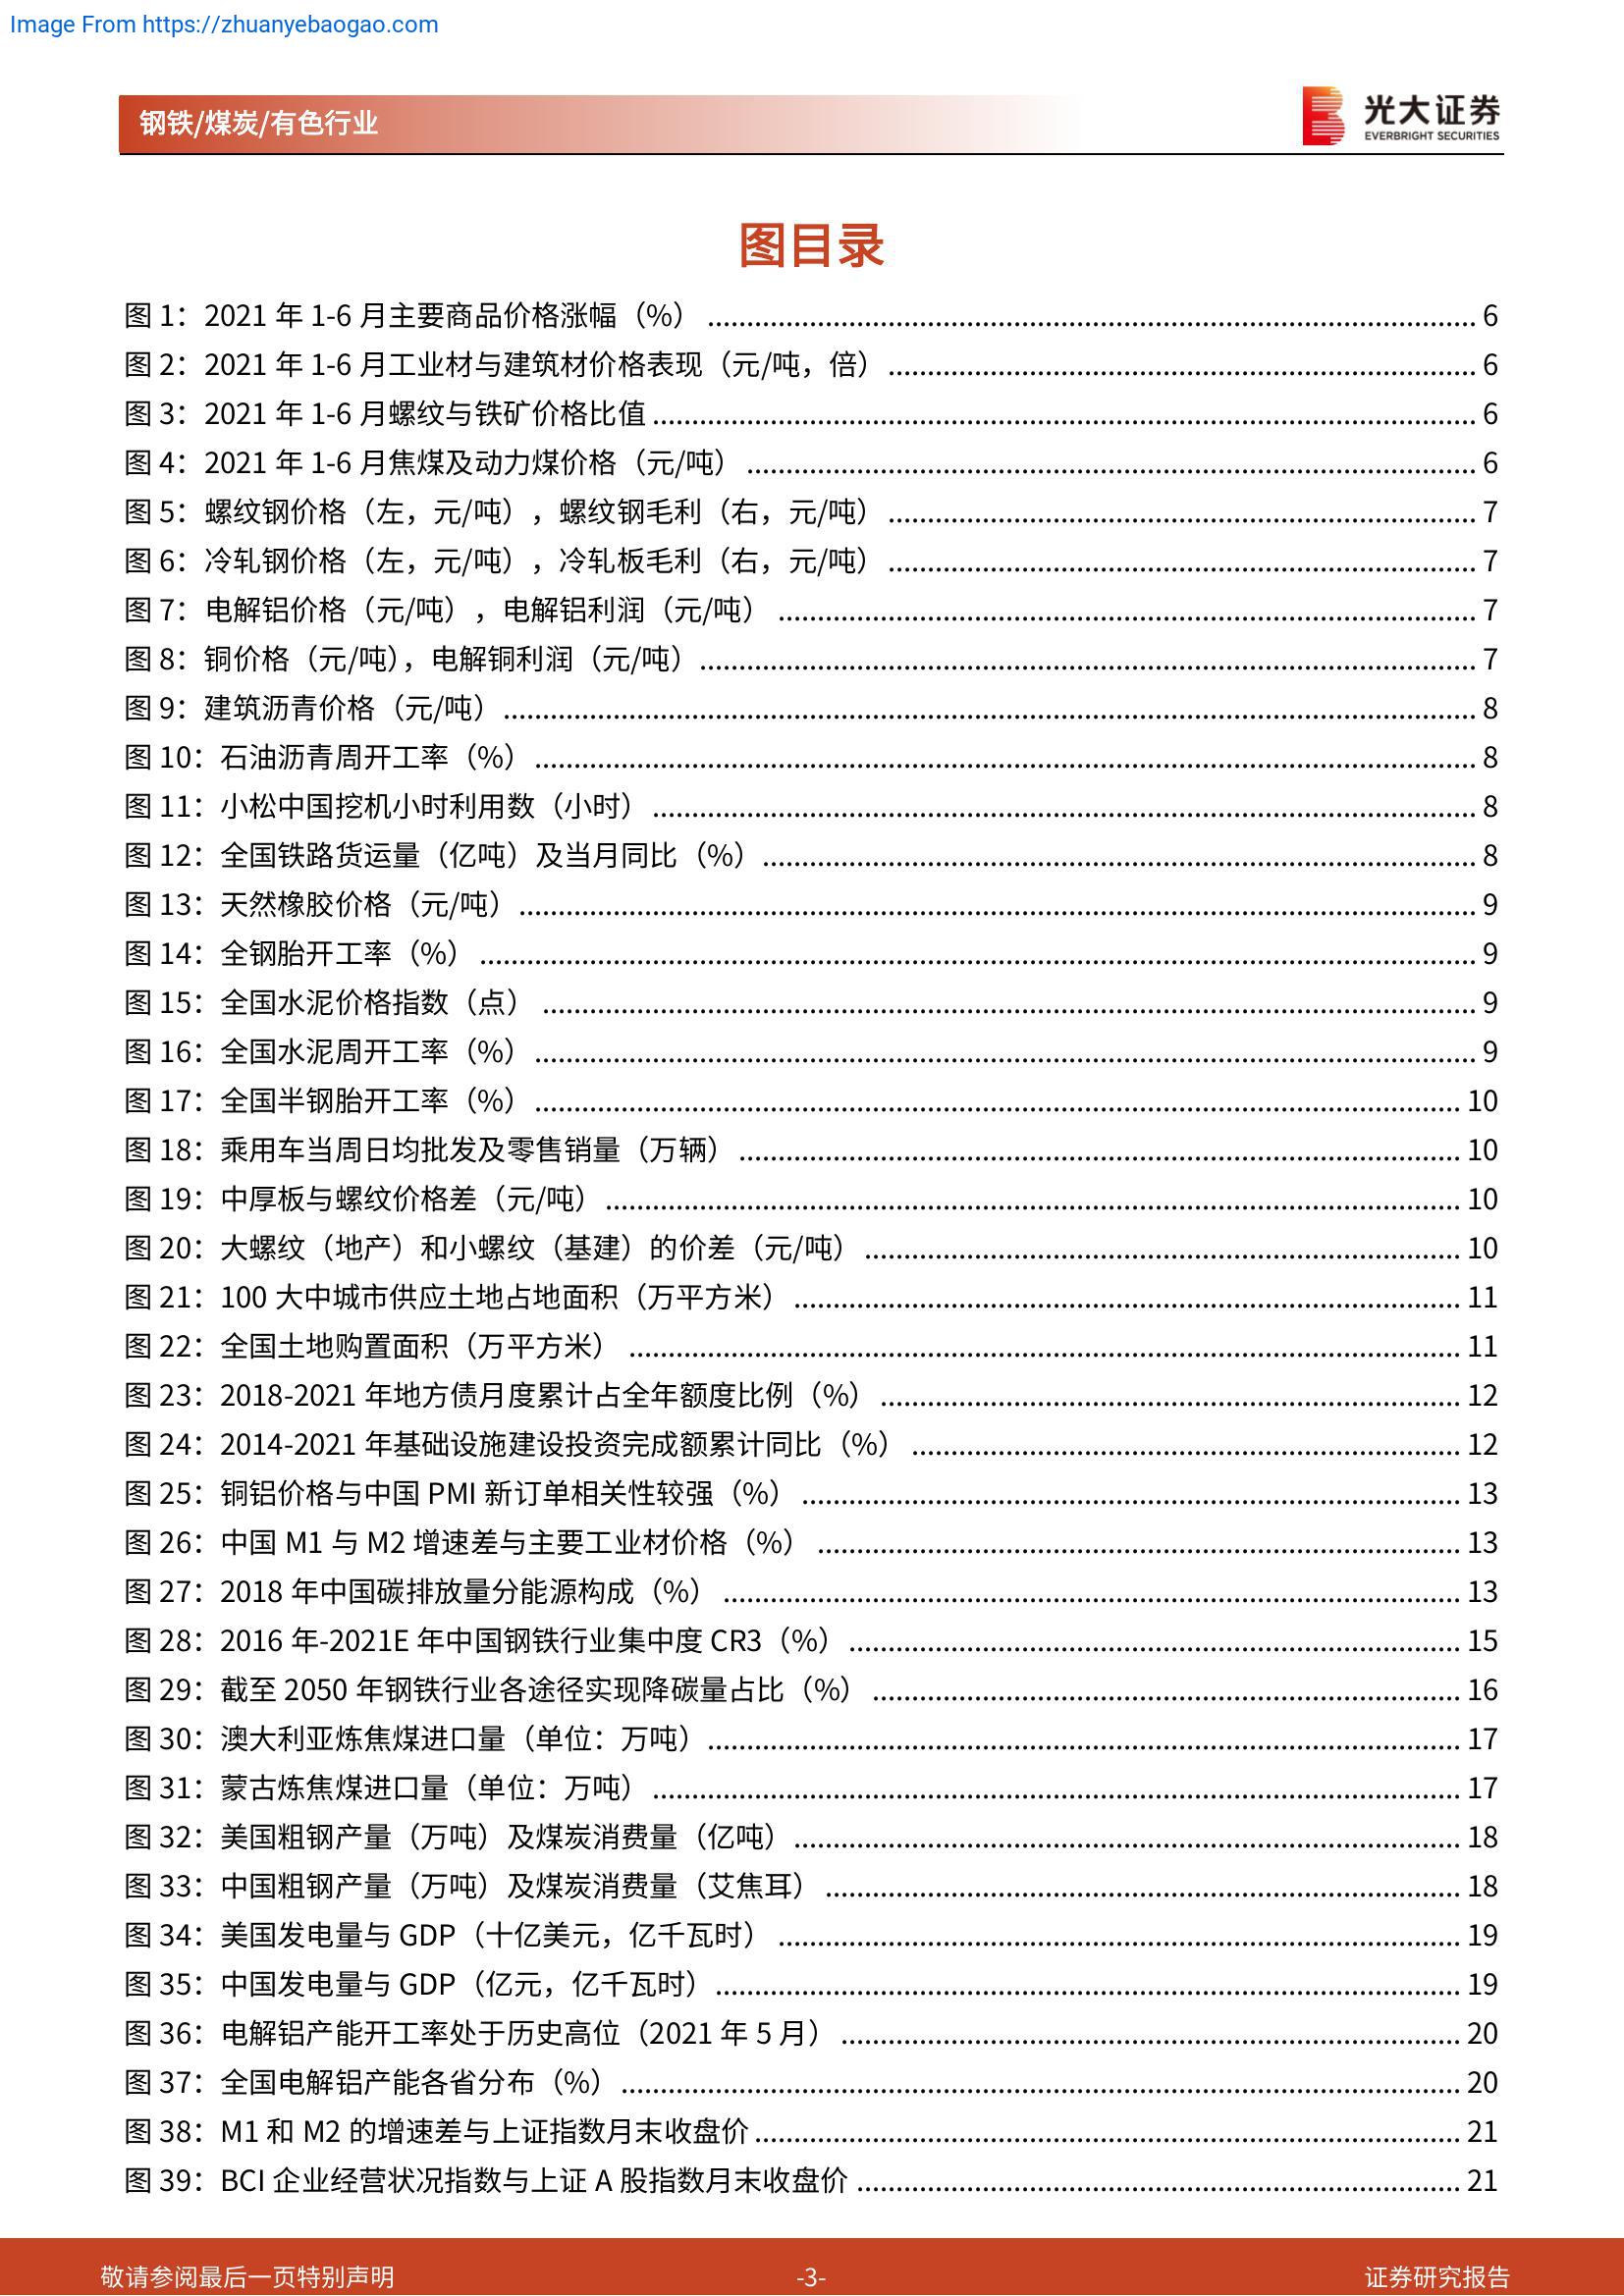 Image From https://zhuanyebaogao.com
钢铁/煤炭/有色行业
光大证券
EVERBRIGHT SECURITIES
图目录
图 1：2021 年 1-6 月主要商品价格涨幅（%） 6
图 2：2021 年 1-6 月工业材与建筑材价格表现（元/吨，倍） 6
图 3：2021 年 1-6 月螺纹与铁矿价格比值 6
图 4：2021 年 1-6 月焦煤及动力煤价格（元/吨） 6
图 5：螺纹钢价格（左，元/吨），螺纹钢毛利（右，元/吨） 7
图 6：冷轧钢价格（左，元/吨），冷轧板毛利（右，元/吨） 7
图 7：电解铝价格（元/吨），电解铝利润（元/吨） 7
图 8：铜价格（元/吨），电解铜利润（元/吨） 7
图 9：建筑沥青价格（元/吨） 8
图 10：石油沥青周开工率（%） 8
图 11：小松中国挖机小时利用数（小时） 8
图 12：全国铁路货运量（亿吨）及当月同比（%） 8
图 13：天然橡胶价格（元/吨） 9
图 14：全钢胎开工率（%） 9
图 15：全国水泥价格指数（点） 9
图 16：全国水泥周开工率（%） 9
图 17：全国半钢胎开工率（%） 10
图 18：乘用车当周日均批发及零售销量（万辆） 10
图 19：中厚板与螺纹价格差（元/吨） 10
图 20：大螺纹（地产）和小螺纹（基建）的价差（元/吨） 10
图 21：100 大中城市供应土地占地面积（万平方米） 11
图 22：全国土地购置面积（万平方米） 11
图 23：2018-2021 年地方债月度累计占全年额度比例（%） 12
图 24：2014-2021 年基础设施建设投资完成额累计同比（%） 12
图 25：铜铝价格与中国 PMI 新订单相关性较强（%） 13
图 26：中国 M1 与 M2 增速差与主要工业材价格（%） 13
图 27：2018 年中国碳排放量分能源构成（%） 13
图 28：2016 年-2021E 年中国钢铁行业集中度 CR3（%） 15
图 29：截至 2050 年钢铁行业各途径实现降碳量占比（%） 16
图 30：澳大利亚炼焦煤进口量（单位：万吨） 17
图 31：蒙古炼焦煤进口量（单位：万吨） 17
图 32：美国粗钢产量（万吨）及煤炭消费量（亿吨） 18
图 33：中国粗钢产量（万吨）及煤炭消费量（艾焦耳） 18
图 34：美国发电量与 GDP（十亿美元，亿千瓦时） 19
图 35：中国发电量与 GDP（亿元，亿千瓦时） 19
图 36：电解铝产能开工率处于历史高位（2021 年 5 月） 20
图 37：全国电解铝产能各省分布（%） 20
图 38：M1 和 M2 的增速差与上证指数月末收盘价 21
图 39：BCI 企业经营状况指数与上证 A 股指数月末收盘价 21
敬请参阅最后一页特别声明 -3- 证券研究报告